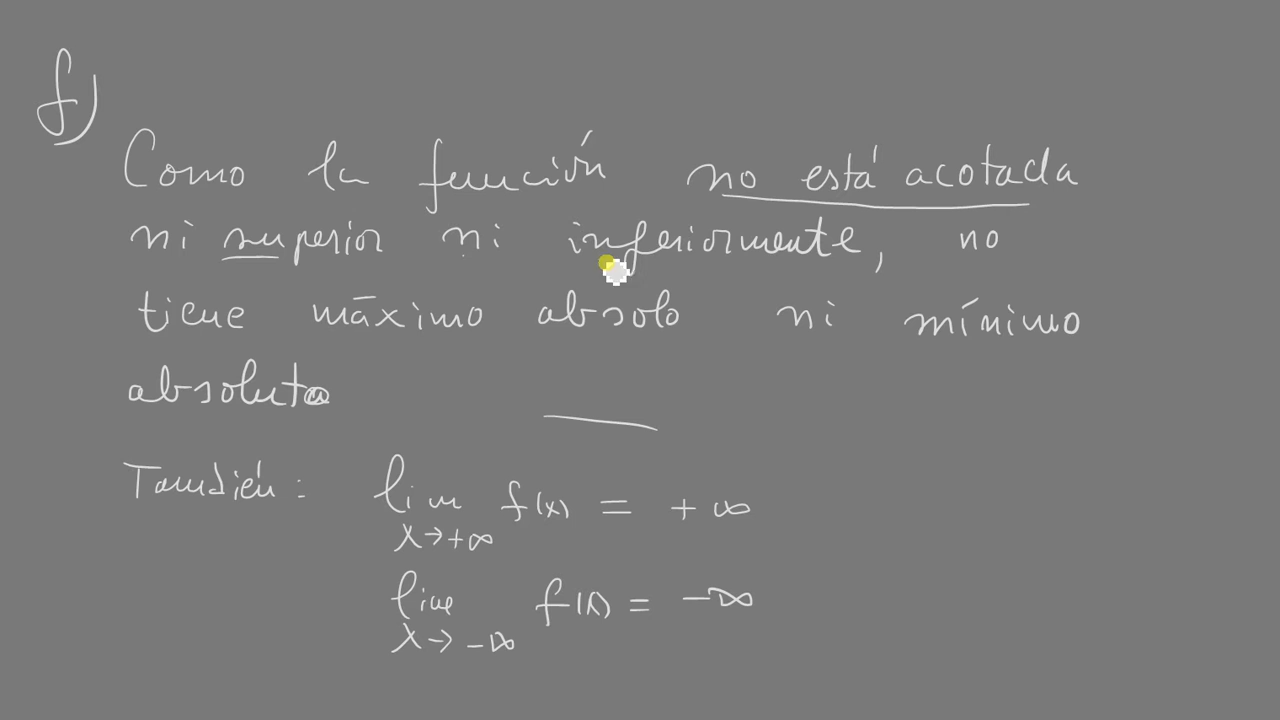 f)
Como la función no está acotada
ni superior ni inferiormente, no
tiene máximo absolo ni mínimo
absoluto
También: lim f(x) = + ∞
x→+∞
lim f(x) = -∞
x→-∞